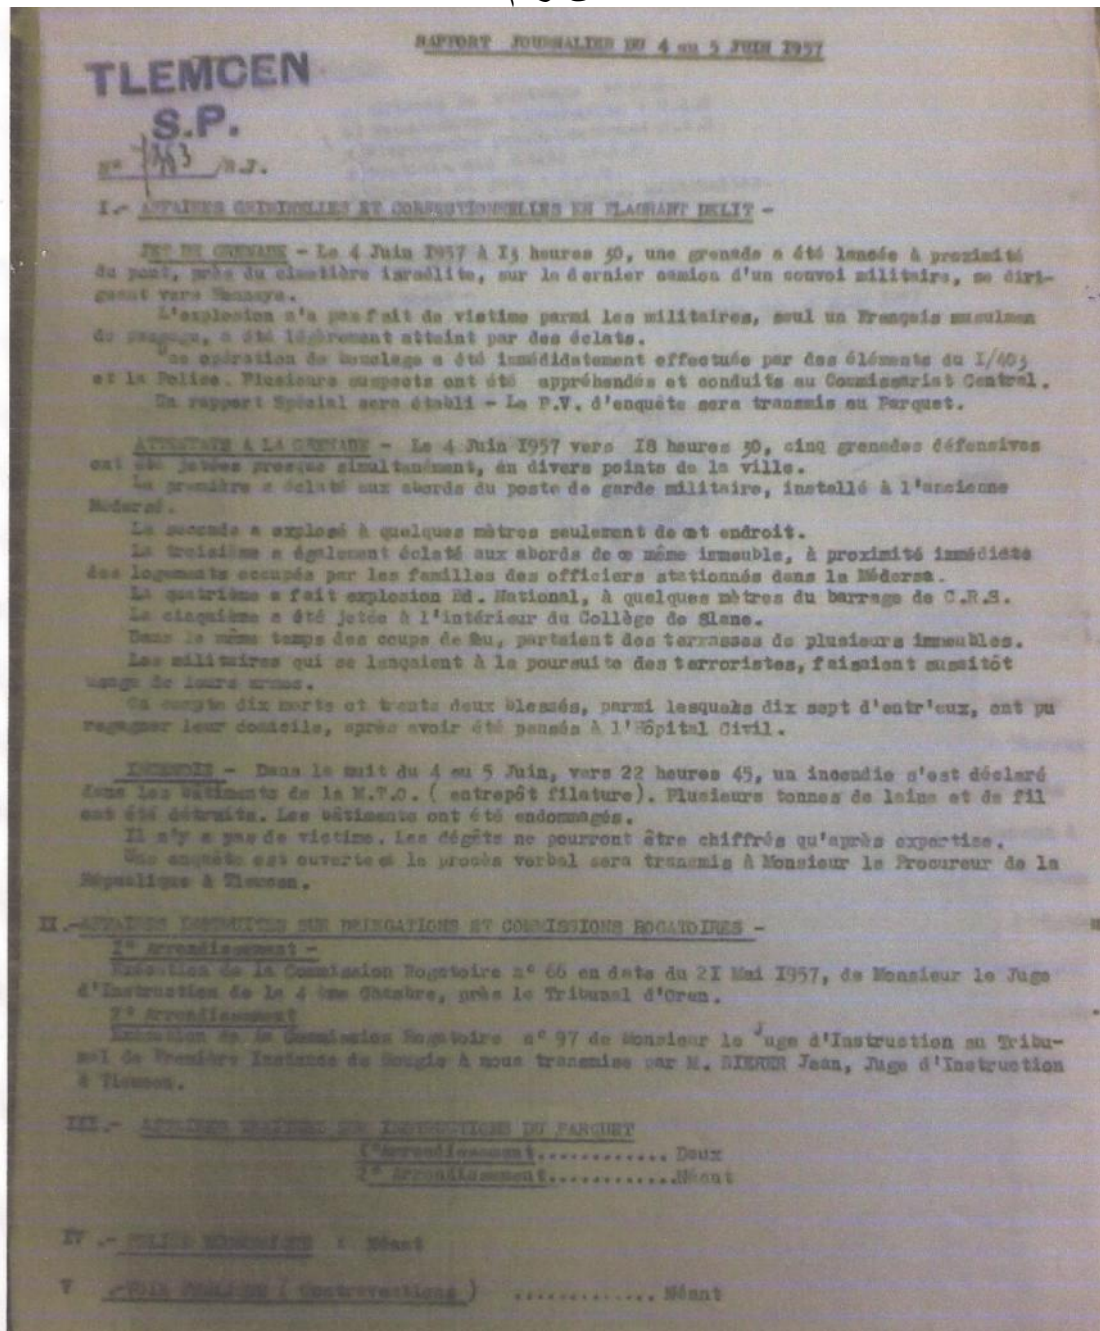 RAPPORT JOURNALIER DU 4 au 5 JUIN 1957
TLEMCEN
S.P.
N° /R.J.
I.- AFFAIRES CRIMINELLES ET CORRECTIONNELLES EN FLAGRANT DELIT -
JET DE GRENADE - Le 4 Juin 1957 à I5 heures 50, une grenade a été lancée à proximité
du pont, près du cimetière israélite, sur le dernier camion d'un convoi militaire, se diri-
geant vers Hennaya.
L'explosion n'a pas fait de victime parmi les militaires, seul un Français musulman
de passage, a été légèrement atteint par des éclats.
Une opération de bouclage a été immédidatement effectuée par des éléments du I/403
et la Police. Plusieurs suspects ont été appréhendés et conduits au Commissariat Central.
Un rapport Spécial sera établi - Le P.V. d'enquête sera transmis au Parquet.
ATTENTATS A LA GRENADE - Le 4 Juin 1957 vers I8 heures 30, cinq grenades défensives
ont été jetées presque simultanément, en divers points de la ville.
La première a éclaté aux abords du poste de garde militaire, installé à l'ancienne
Médersa.
La seconde a explosé à quelques mètres seulement de cet endroit.
La troisième a également éclaté aux abords de ce même immeuble, à proximité immédiate
des logements occupés par les familles des officiers stationnés dans la Médersa.
La quatrième a fait explosion Bd. National, à quelques mètres du barrage de C.R.S.
La cinquième a été jetée à l'intérieur du Collège de Slane.
Dans le même temps des coups de feu, partaient des terrasses de plusieurs immeubles.
Les militaires qui se lançaient à la poursuite des terroristes, faisaient aussitôt
usage de leurs armes.
On compte dix morts et trente deux blessés, parmi lesquels dix sept d'entr'eux, ont pu
regagner leur domicile, après avoir été pansés à l'Hôpital Civil.
INCENDIE - Dans la nuit du 4 au 5 Juin, vers 22 heures 45, un incendie s'est déclaré
dans les bâtiments de la M.T.O. ( entrepôt filature). Plusieurs tonnes de laine et de fil
ont été détruits. Les bâtiments ont été endommagés.
Il n'y a pas de victime. Les dégâts ne pourront être chiffrés qu'après expertise.
Une enquête est ouverte et le procès verbal sera transmis à Monsieur le Procureur de la
République à Tlemcen.
II.-AFFAIRES INSTRUITES SUR DELEGATIONS ET COMMISSIONS ROGATOIRES -
I° Arrondissement -
Exécution de la Commission Rogatoire n° 66 en date du 2I Mai 1957, de Monsieur le Juge
d'Instruction de la 4 ème Chambre, près le Tribunal d'Oran.
2° Arrondissement
Exécution de la Commission Rogatoire n° 97 de Monsieur le Juge d'Instruction au Tribu-
nal de Première Instance de Bougie à nous transmise par M. Jean, Juge d'Instruction
à Tlemcen.
III.- AFFAIRES TRAITEES SUR INSTRUCTIONS DU PARQUET
I°Arrondissement............ Deux
2° Arrondissement............Néant
IV .- POLICE ECONOMIQUE : Néant
V .-VOIE PUBLIQUE ( Contraventions ) ............. Néant